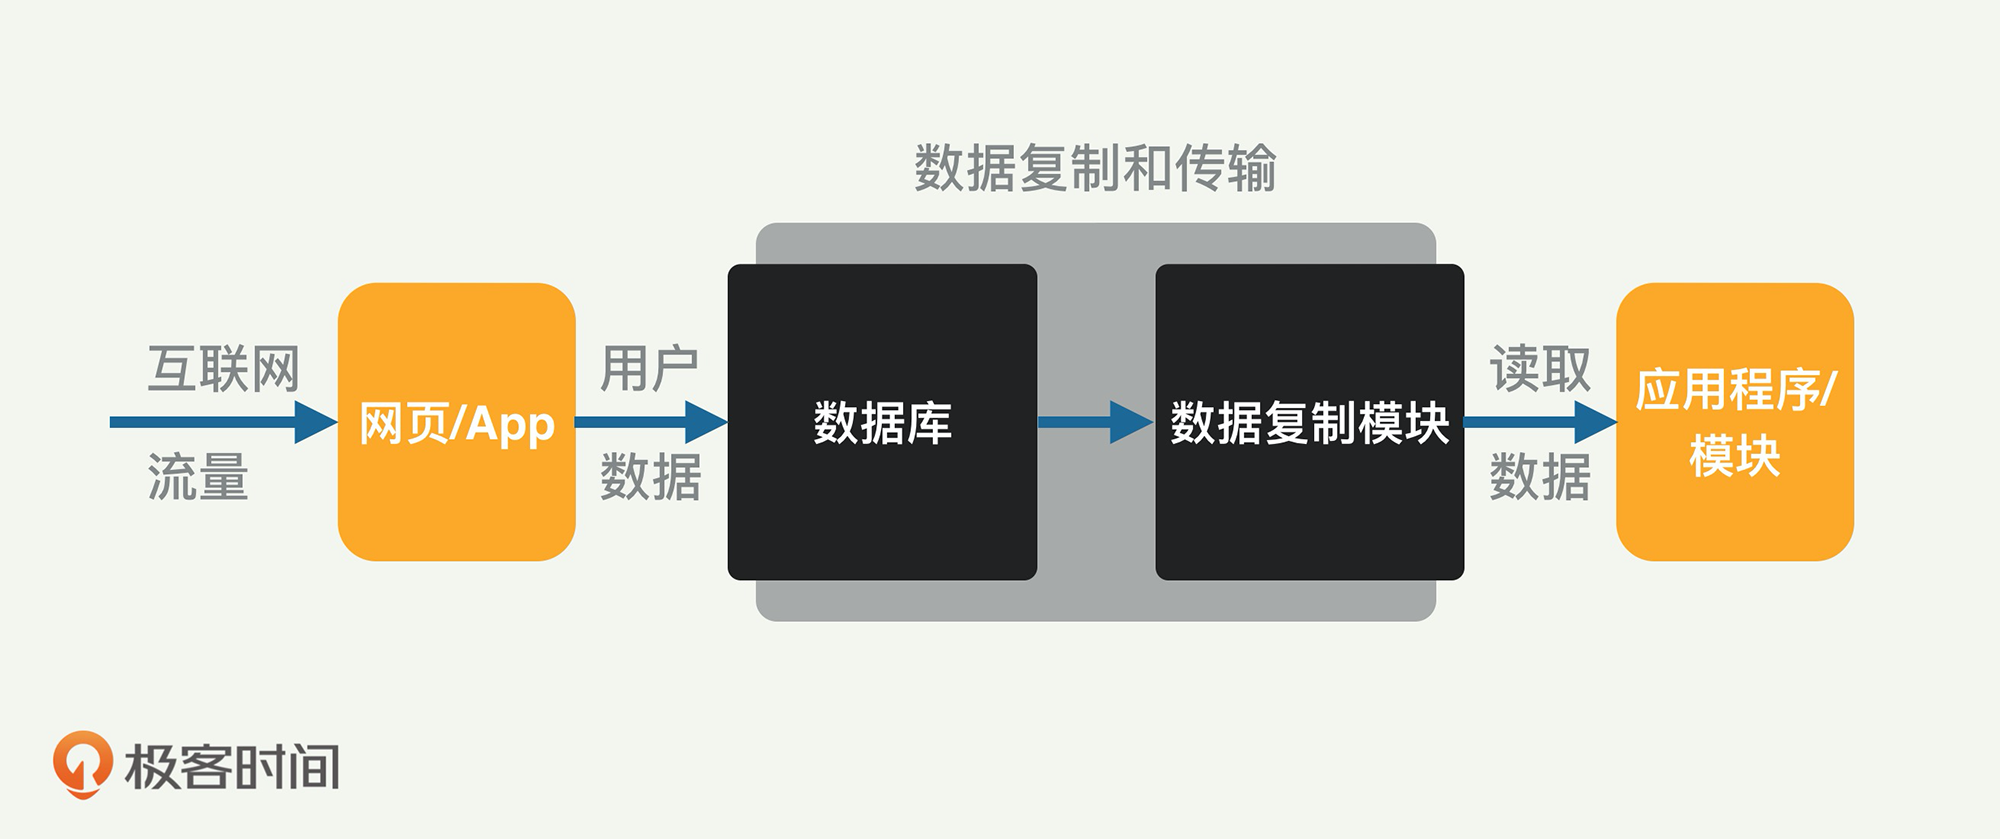 数据复制和传输
互联网
流量
网页/App
用户
数据
数据库
数据复制模块
读取
数据
应用程序/
模块
极客时间